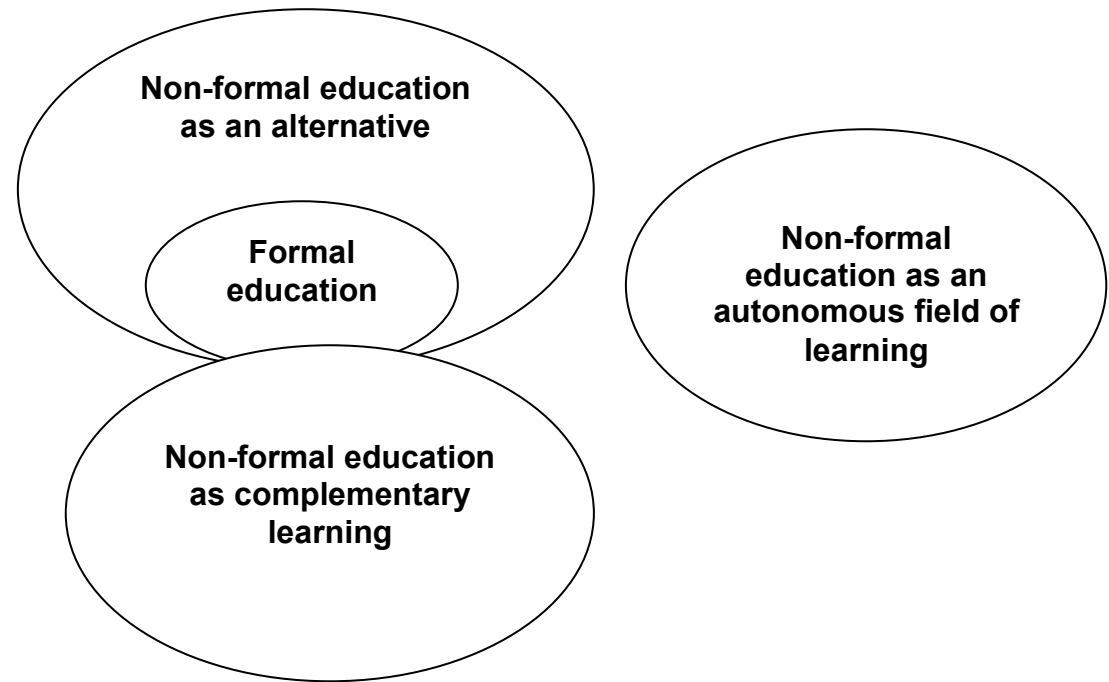 Non-formal education
as an alternative
Formal
education
Non-formal
education as an
autonomous field of
learning
Non-formal education
as complementary
learning